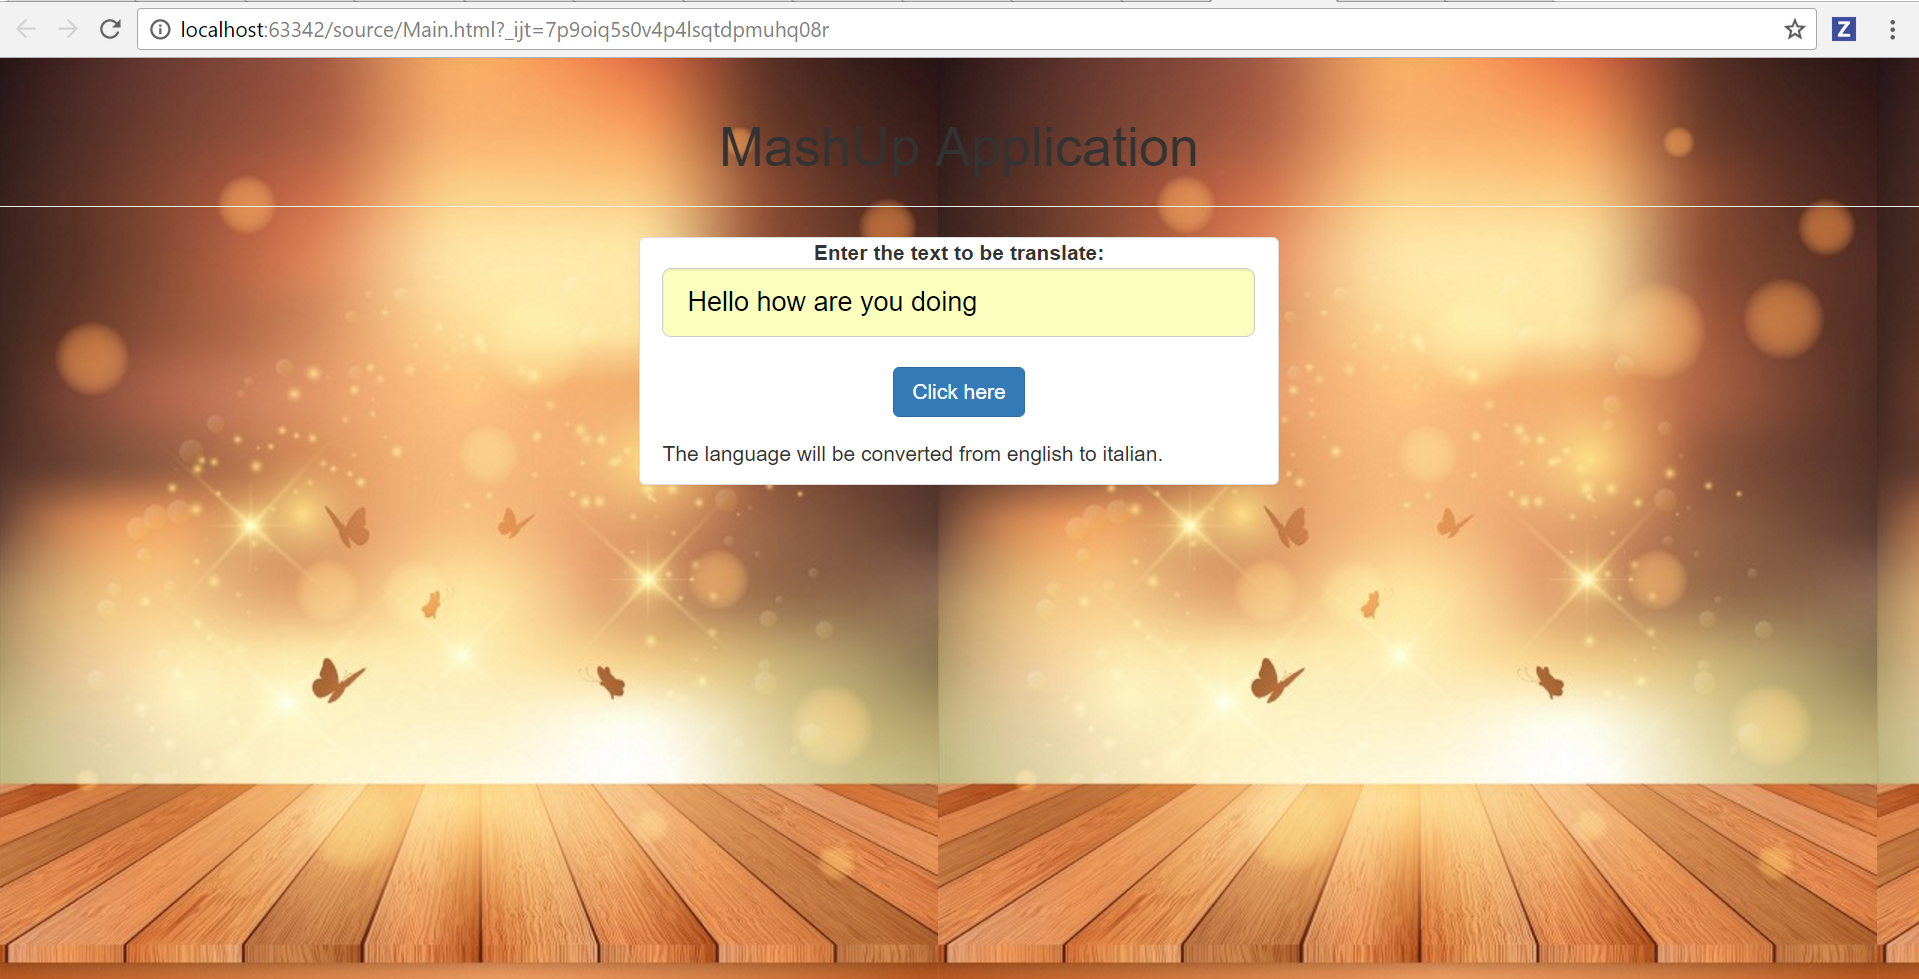 localhost:63342/source/Main.html?_ijt=7p9oiq5s0v4p4lsqtdpmuhq08r
Z
MashUp Application
Enter the text to be translate:
Hello how are you doing
Click here
The language will be converted from english to italian.